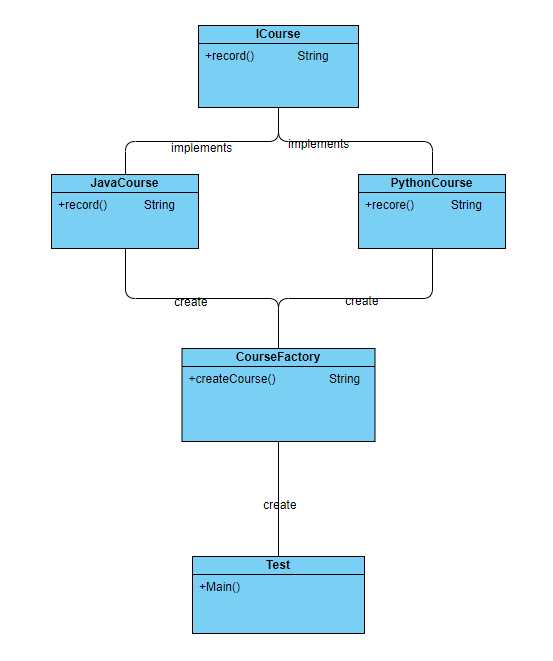 ICourse
+record() String
implements implements
JavaCourse PythonCourse
+record() String +recore() String
create create
CourseFactory
+createCourse() String
create
Test
+Main()